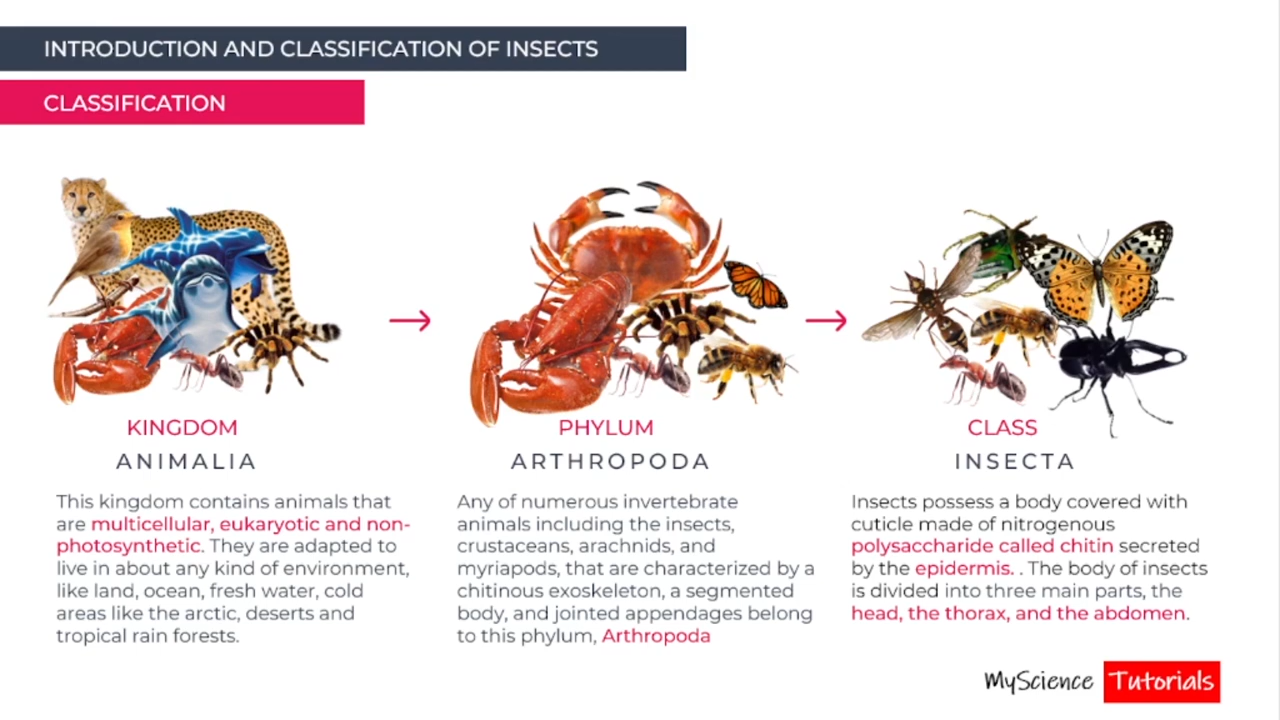 INTRODUCTION AND CLASSIFICATION OF INSECTS
CLASSIFICATION
KINGDOM
ANIMALIA
This kingdom contains animals that
are multicellular, eukaryotic and non-
photosynthetic. They are adapted to
live in about any kind of environment,
like land, ocean, fresh water, cold
areas like the arctic, deserts and
tropical rain forests.
PHYLUM
ARTHROPODA
Any of numerous invertebrate
animals including the insects,
crustaceans, arachnids, and
myriapods, that are characterized by a
chitinous exoskeleton, a segmented
body, and jointed appendages belong
to this phylum, Arthropoda
CLASS
INSECTA
Insects possess a body covered with
cuticle made of nitrogenous
polysaccharide called chitin secreted
by the epidermis. . The body of insects
is divided into three main parts, the
head, the thorax, and the abdomen.
MyScience Tutorials